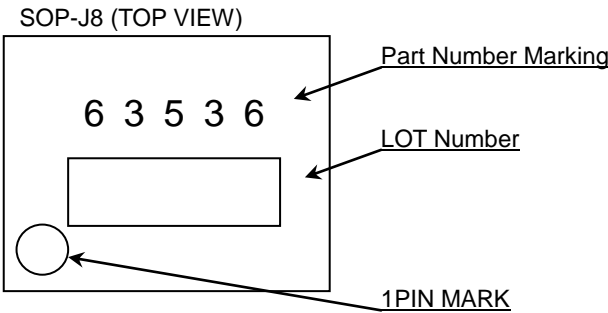 SOP-J8 (TOP VIEW)
Part Number Marking
6 3 5 3 6
LOT Number
1PIN MARK